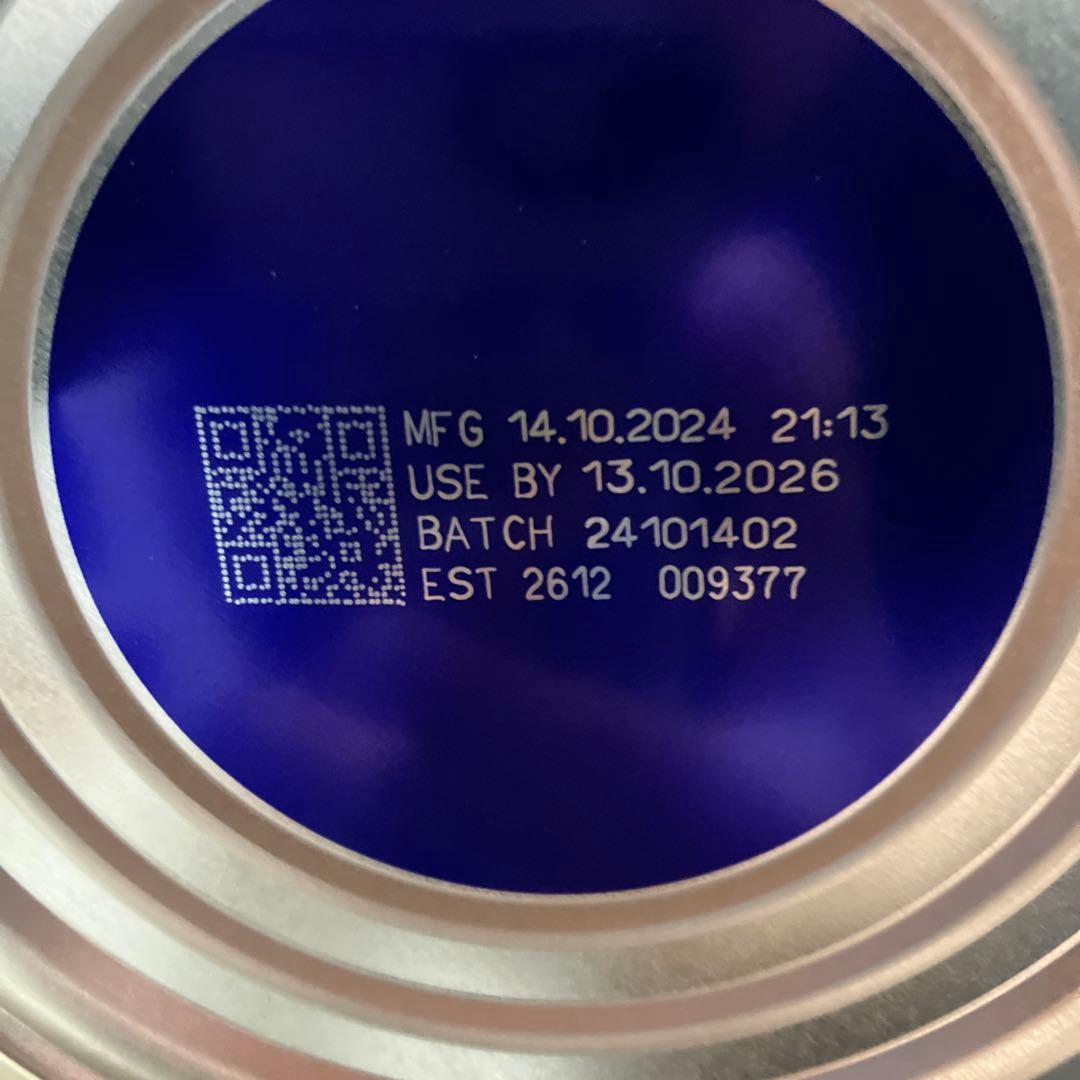 MFG 14.10.2024 21:13
USE BY 13.10.2026
BATCH 24101402
EST 2612 009377